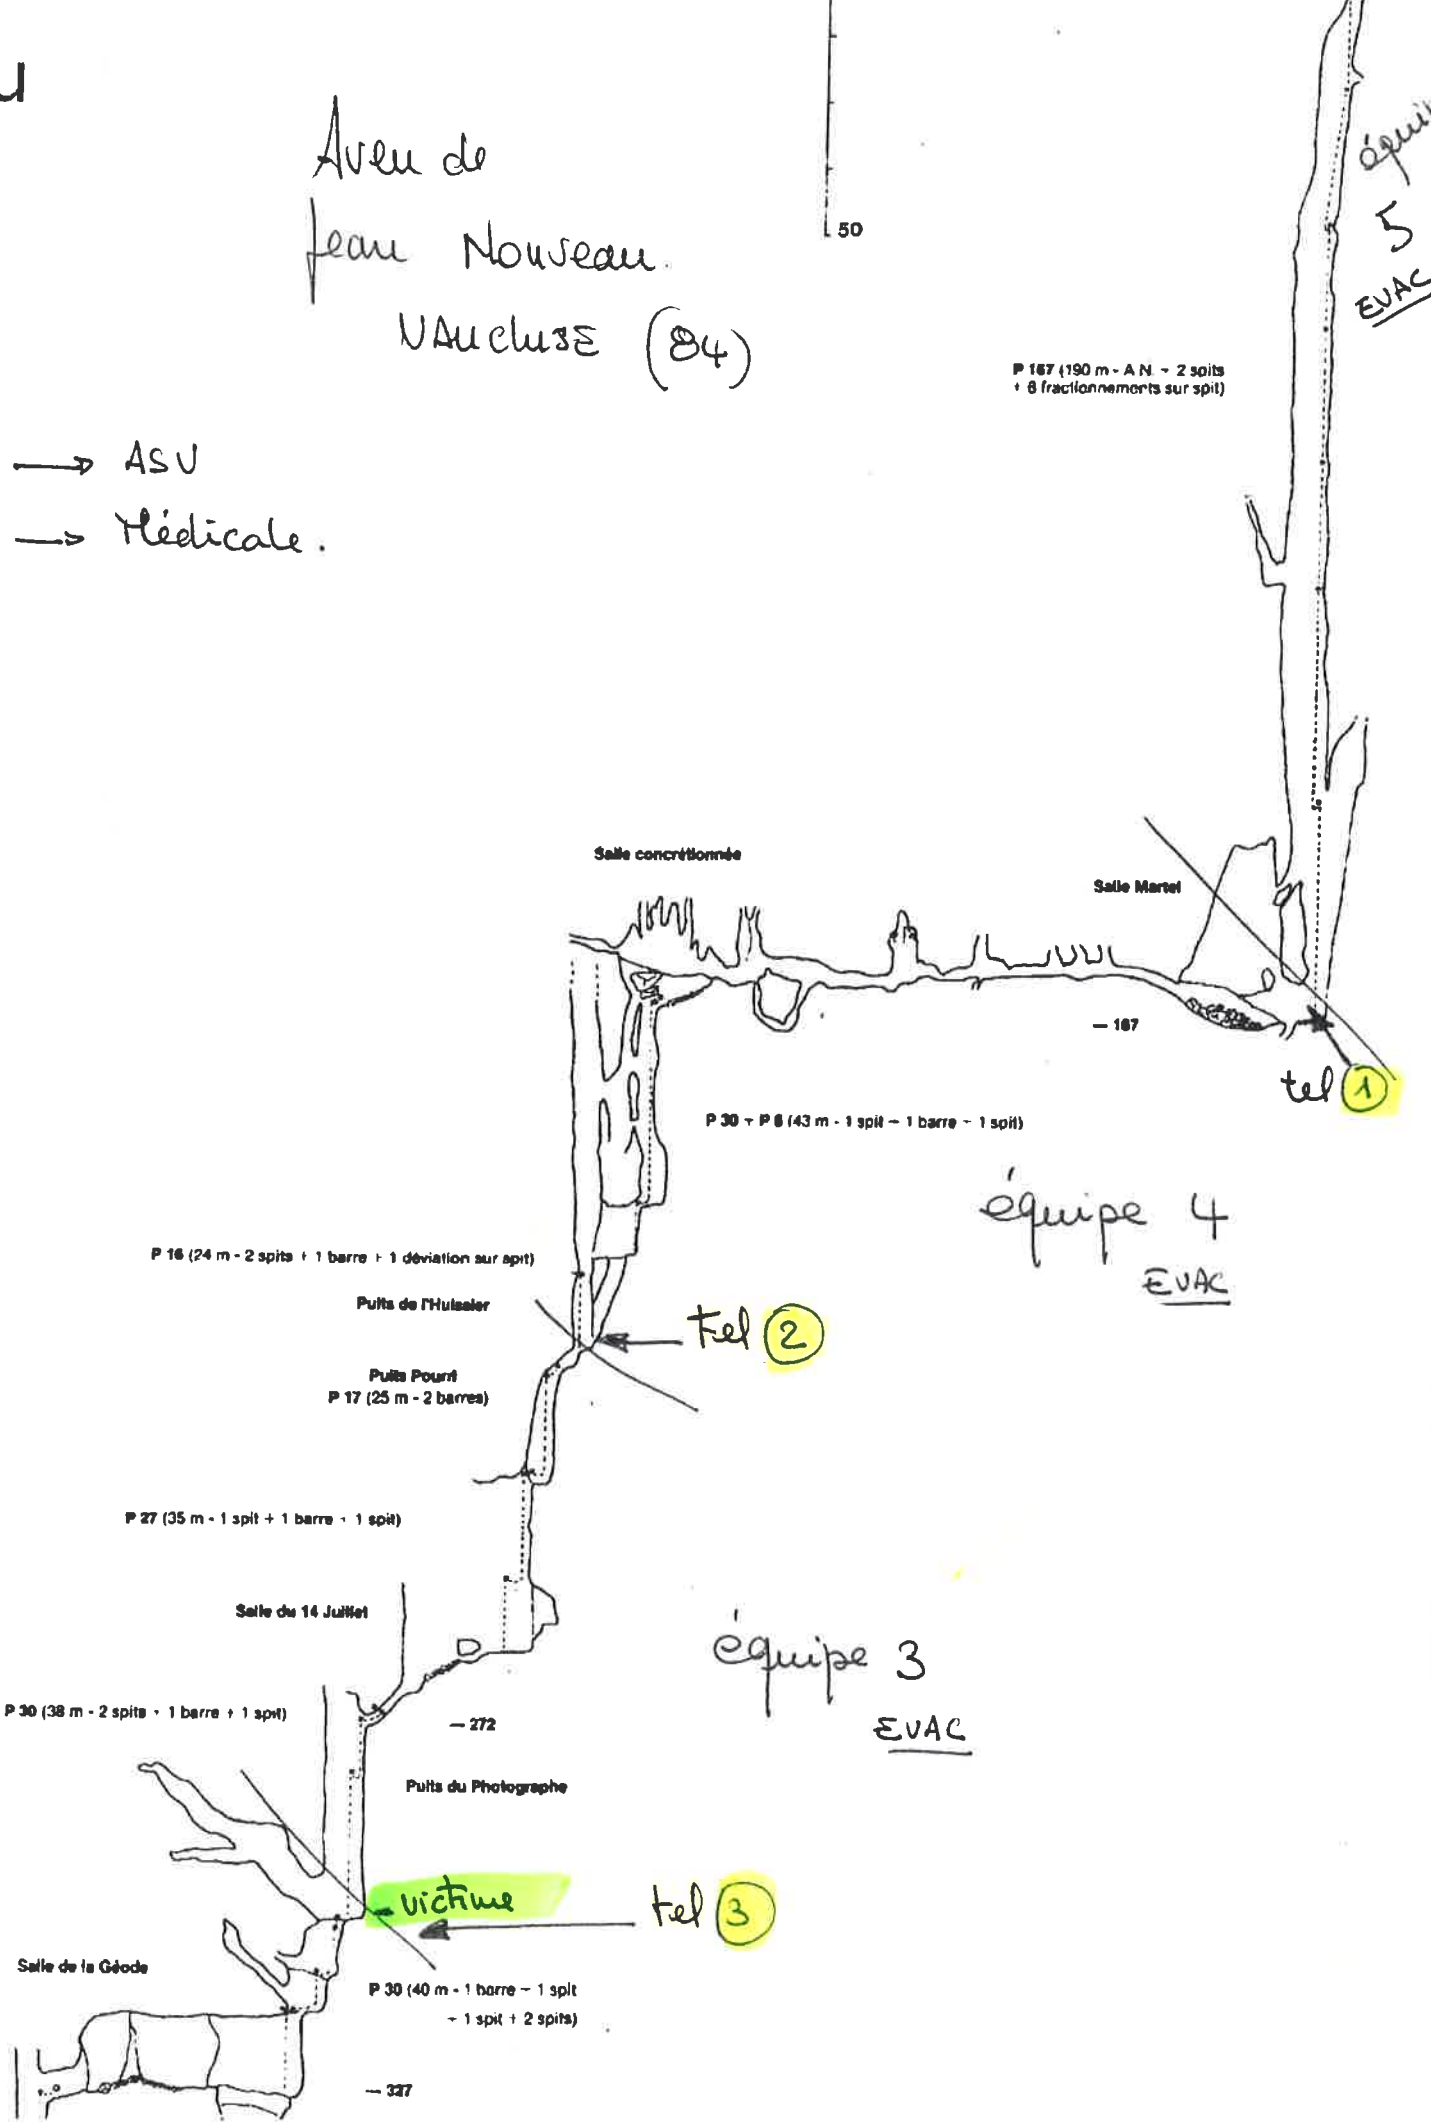 u
Aven de
Jean Nouveau.
VAUCLUSE (84)
50
équi
5
EVAC
P 167 (190 m - A.N. - 2 spits
+ 6 fractionnements sur spit)
→ ASV
→ Médicale.
Salle concrétionnée
Salle Martel
— 167
tel 1
P 30 + P 6 (43 m - 1 spit - 1 barre - 1 spit)
équipe 4
EVAC
P 16 (24 m - 2 spits + 1 barre + 1 déviation sur spit)
Puits de l'Huissier
Tel 2
Puits Pourri
P 17 (25 m - 2 barres)
P 27 (35 m - 1 spit + 1 barre + 1 spit)
Salle du 14 Juillet
équipe 3
EVAC
P 30 (38 m - 2 spits + 1 barre + 1 spit)
— 272
Puits du Photographe
victime
tel 3
Salle de la Géode
P 30 (40 m - 1 barre - 1 spit
+ 1 spit + 2 spits)
— 327